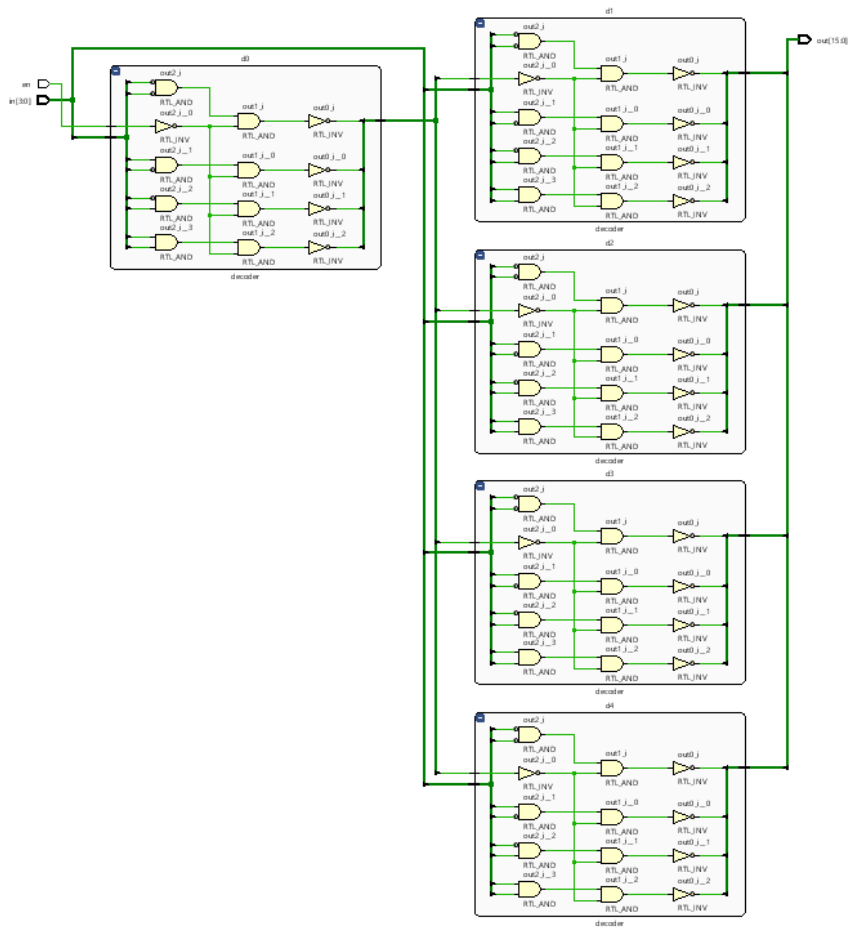 en
in[3:0]
d0
out2_i
RTL_AND
out2_i__0
RTL_INV
out2_i__1
RTL_AND
out2_i__2
RTL_AND
out2_i__3
RTL_AND
out1_i
RTL_AND
out1_i__0
RTL_AND
out1_i__1
RTL_AND
out1_i__2
RTL_AND
out0_i
RTL_INV
out0_i__0
RTL_INV
out0_i__1
RTL_INV
out0_i__2
RTL_INV
decoder
d1
out2_i
RTL_AND
out2_i__0
RTL_INV
out2_i__1
RTL_AND
out2_i__2
RTL_AND
out2_i__3
RTL_AND
out1_i
RTL_AND
out1_i__0
RTL_AND
out1_i__1
RTL_AND
out1_i__2
RTL_AND
out0_i
RTL_INV
out0_i__0
RTL_INV
out0_i__1
RTL_INV
out0_i__2
RTL_INV
decoder
d2
out2_i
RTL_AND
out2_i__0
RTL_INV
out2_i__1
RTL_AND
out2_i__2
RTL_AND
out2_i__3
RTL_AND
out1_i
RTL_AND
out1_i__0
RTL_AND
out1_i__1
RTL_AND
out1_i__2
RTL_AND
out0_i
RTL_INV
out0_i__0
RTL_INV
out0_i__1
RTL_INV
out0_i__2
RTL_INV
decoder
d3
out2_i
RTL_AND
out2_i__0
RTL_INV
out2_i__1
RTL_AND
out2_i__2
RTL_AND
out2_i__3
RTL_AND
out1_i
RTL_AND
out1_i__0
RTL_AND
out1_i__1
RTL_AND
out1_i__2
RTL_AND
out0_i
RTL_INV
out0_i__0
RTL_INV
out0_i__1
RTL_INV
out0_i__2
RTL_INV
decoder
d4
out2_i
RTL_AND
out2_i__0
RTL_INV
out2_i__1
RTL_AND
out2_i__2
RTL_AND
out2_i__3
RTL_AND
out1_i
RTL_AND
out1_i__0
RTL_AND
out1_i__1
RTL_AND
out1_i__2
RTL_AND
out0_i
RTL_INV
out0_i__0
RTL_INV
out0_i__1
RTL_INV
out0_i__2
RTL_INV
decoder
out[15:0]